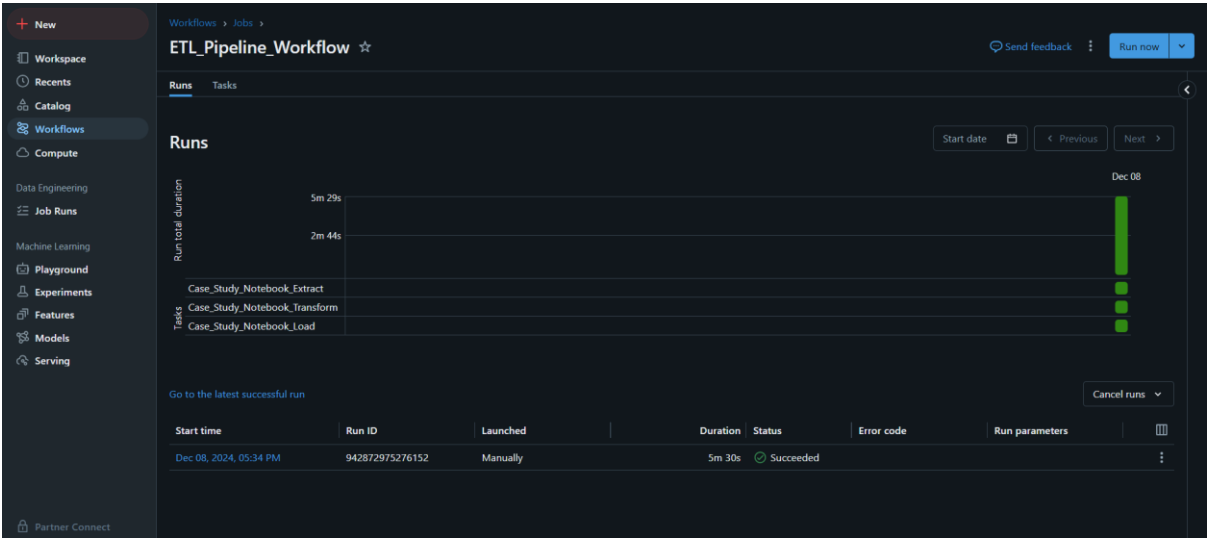 New
Workspace
Recents
Catalog
Workflows
Compute
Data Engineering
Job Runs
Machine Learning
Playground
Experiments
Features
Models
Serving
Partner Connect
Workflows > Jobs >
ETL_Pipeline_Workflow
Send feedback
Run now
Runs Tasks
Runs
Start date
Previous
Next
Dec 08
Run total duration
5m 29s
2m 44s
Tasks
Case_Study_Notebook_Extract
Case_Study_Notebook_Transform
Case_Study_Notebook_Load
Go to the latest successful run
Cancel runs
Start time Run ID Launched Duration Status Error code Run parameters
Dec 08, 2024, 05:34 PM 942872975276152 Manually 5m 30s Succeeded